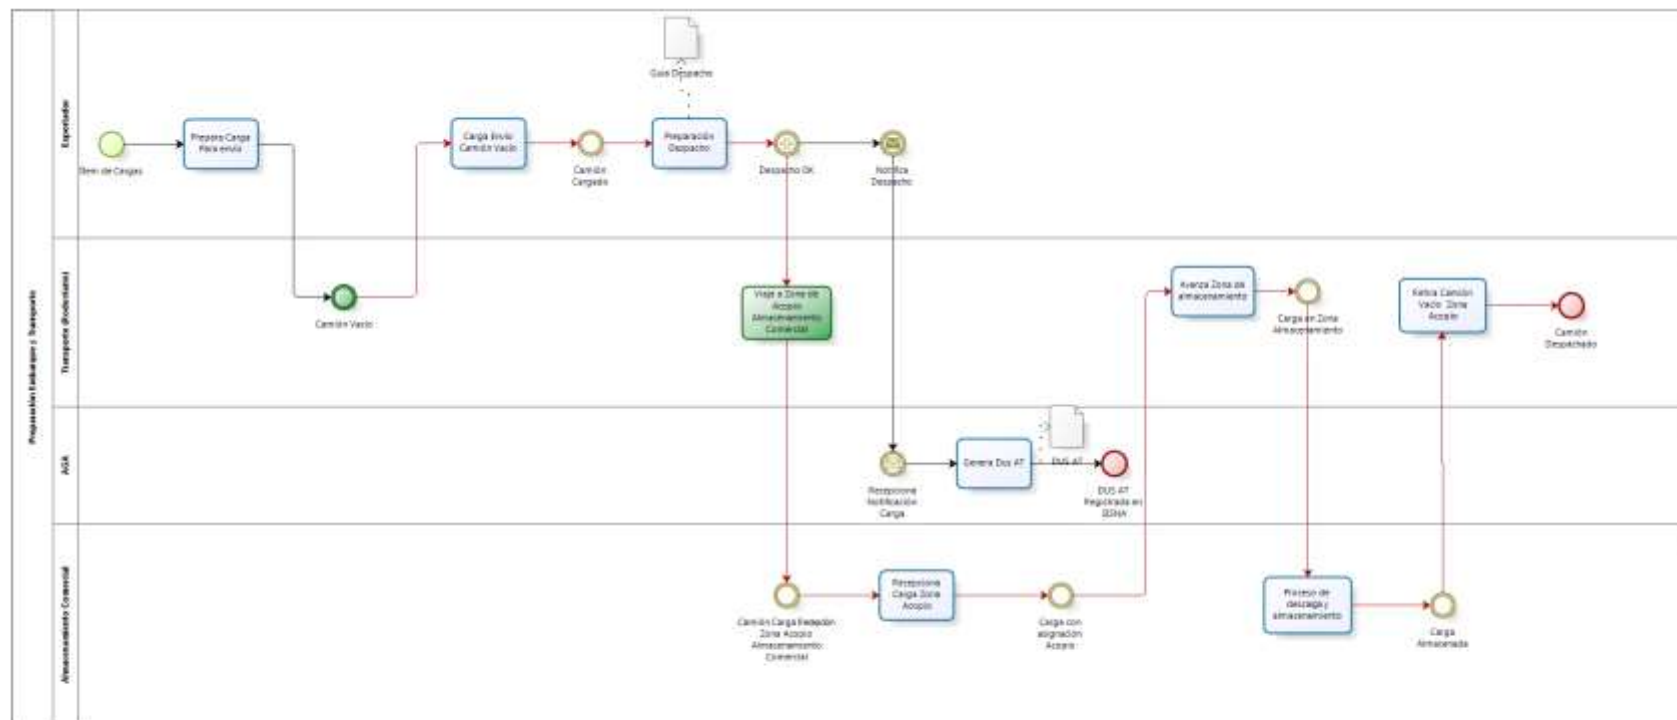 Preparación Embarque y Transporte
Exportador
Guia Despacho
Prepara Carga
Para envío
Carga Envío
Camión Vacío
Preparación
Despacho
Item de Cargas
Camión
Cargado
Despacho OK
Notifica
Despacho
Transporte (Rodoviario)
Camión Vacío
Viaje a Zona de
Acopio
Almacenamiento
Comercial
Avanza Zona de
almacenamiento
Carga en Zona
Almacenamiento
Retira Camión
Vacío Zona
Acopio
Camión
Despachado
AGA
Recepciona
Notificación
Carga
Genera Dus AT
DUS AT
DUS AT
Registrada en
Almacenamiento Comercial
Camión Carga Recepción
Zona Acopio
Almacenamiento
Comercial
Recepciona
Carga Zona
Acopio
Carga con
asignación
Acopio
Proceso de
descarga y
almacenamiento
Carga
Almacenada